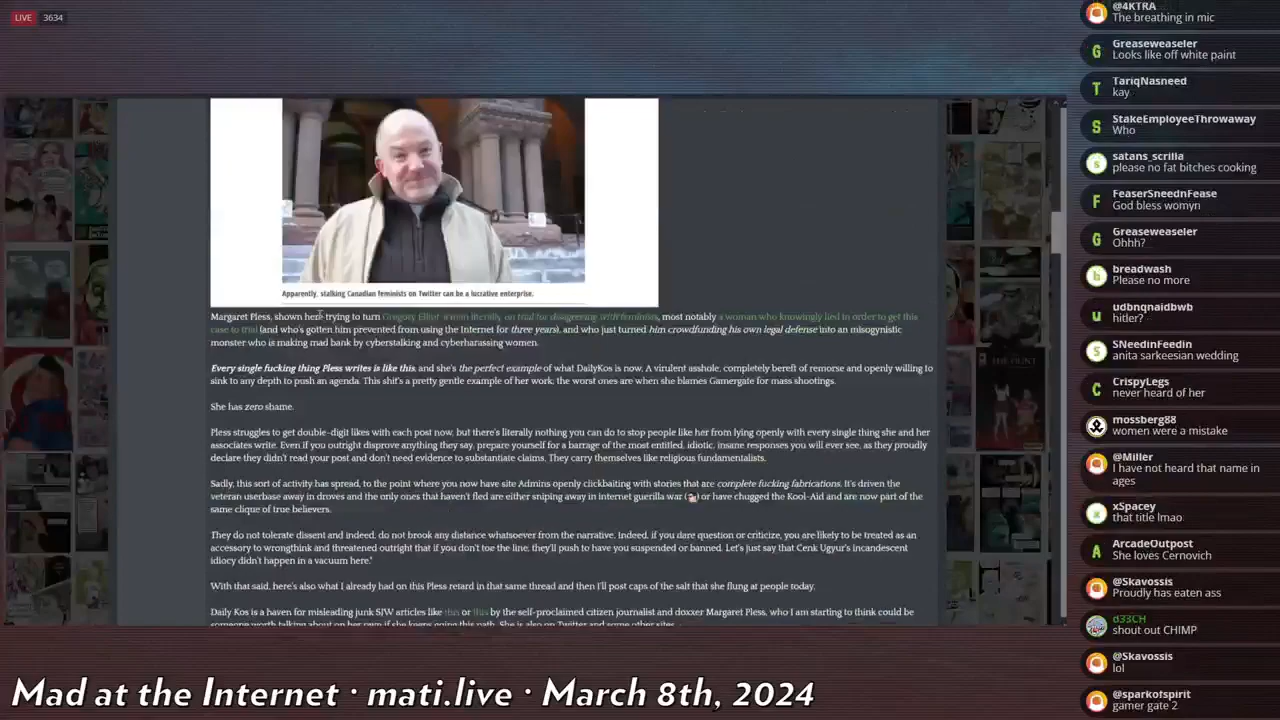 LIVE 3634
Apparently, stalking Canadian feminists on Twitter can be a lucrative enterprise.
Margaret Pless, shown here trying to turn Gregory Elliot, a man literally on trial for disagreeing with feminists, most notably a woman who knowingly lied in order to get this
case to trial (and who's gotten him prevented from using the Internet for three years), and who just turned him crowdfunding his own legal defense into an misogynistic
monster who is making mad bank by cyberstalking and cyberharassing women.
Every single fucking thing Pless writes is like this, and she's the perfect example of what DailyKos is now. A virulent asshole, completely bereft of remorse and openly willing to
sink to any depth to push an agenda. This shit's a pretty gentle example of her work; the worst ones are when she blames Gamergate for mass shootings.
She has zero shame.
Pless struggles to get double-digit likes with each post now, but there's literally nothing you can do to stop people like her from lying openly with every single thing she and her
associates write. Even if you outright disprove anything they say, prepare yourself for a barrage of the most entitled, idiotic, insane responses you will ever see, as they proudly
declare they didn't read your post and don't need evidence to substantiate claims. They carry themselves like religious fundamentalists.
Sadly, this sort of activity has spread, to the point where you now have site Admins openly clickbaiting with stories that are complete fucking fabrications. It's driven the
veteran userbase away in droves and the only ones that haven't fled are either sniping away in Internet guerilla war ( ) or have chugged the Kool-Aid and are now part of the
same clique of true believers.
They do not tolerate dissent and indeed, do not brook any distance whatsoever from the narrative. Indeed, if you dare question or criticize, you are likely to be treated as an
accessory to wrongthink and threatened outright that if you don't toe the line, they'll push to have you suspended or banned. Let's just say that Cenk Ugyur's incandescent
idiocy didn't happen in a vacuum here."
With that said, here's also what I already had on this Pless retard in that same thread and then I'll post caps of the salt that she flung at people today.
Daily Kos is a haven for misleading junk SJW articles like this or this by the self-proclaimed citizen journalist and doxxer Margaret Pless, who I am starting to think could be
someone worth talking about on her own if she keeps going this path. She is also on Twitter and some other sites.
@4KTRA
The breathing in mic
Greaseweaseler
Looks like off white paint
TariqNasneed
kay
StakeEmployeeThrowaway
Who
satans_scrilla
please no fat bitches cooking
FeaserSneednFease
God bless womyn
Greaseweaseler
Ohhh?
breadwash
Please no more
udbnqnaidbwb
hitler?
SNeedinFeedin
anita sarkeesian wedding
CrispyLegs
never heard of her
mossberg88
women were a mistake
@Miller
I have not heard that name in
ages
xSpacey
that title lmao
ArcadeOutpost
She loves Cernovich
@Skavossis
Proudly has eaten ass
d33CH
shout out CHIMP
@Skavossis
lol
@sparkofspirit
gamer gate 2
Mad at the Internet · mati.live · March 8th, 2024